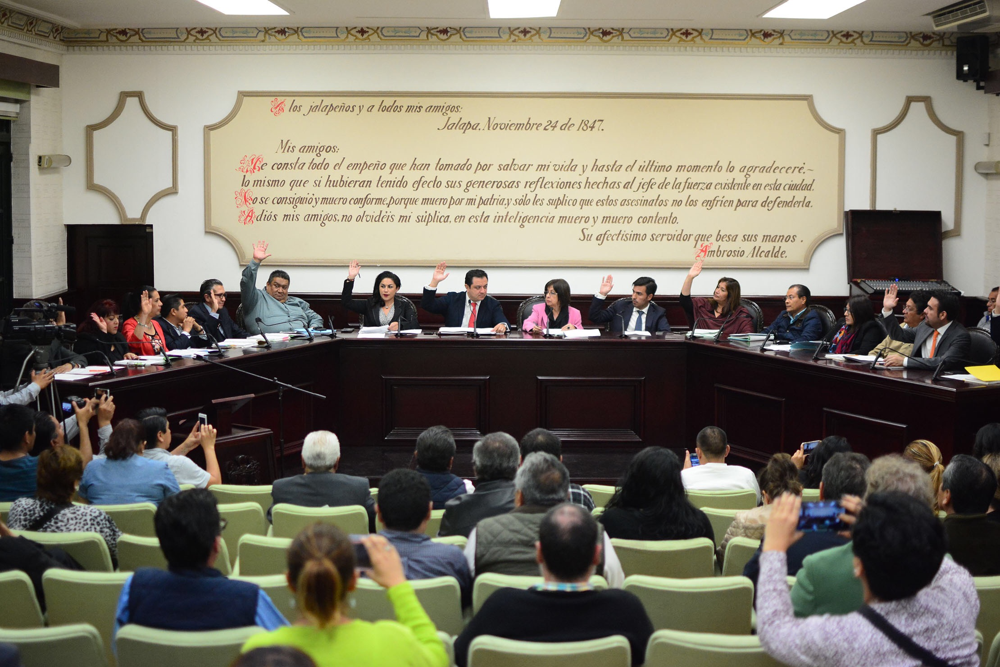 A los jalapeños y a todos mis amigos:
Jalapa, Noviembre 24 de 1847.
Mis amigos:
Me consta todo el empeño que han tomado por salvar mi vida y hasta el último momento lo agradeceré,~
lo mismo que si hubieran tenido efecto sus generosas reflexiones hechas al jefe de la fuerza existente en esta ciudad.
No se consiguió y muero conforme, porque muero por mi patria, y sólo les suplico que estos asesinatos no los enfríen para defenderla.
Adiós mis amigos, no olvidéis mi súplica, en esta inteligencia muero y muero contento.
Su afectisimo servidor que besa sus manos.
Ambrosio Alcalde.